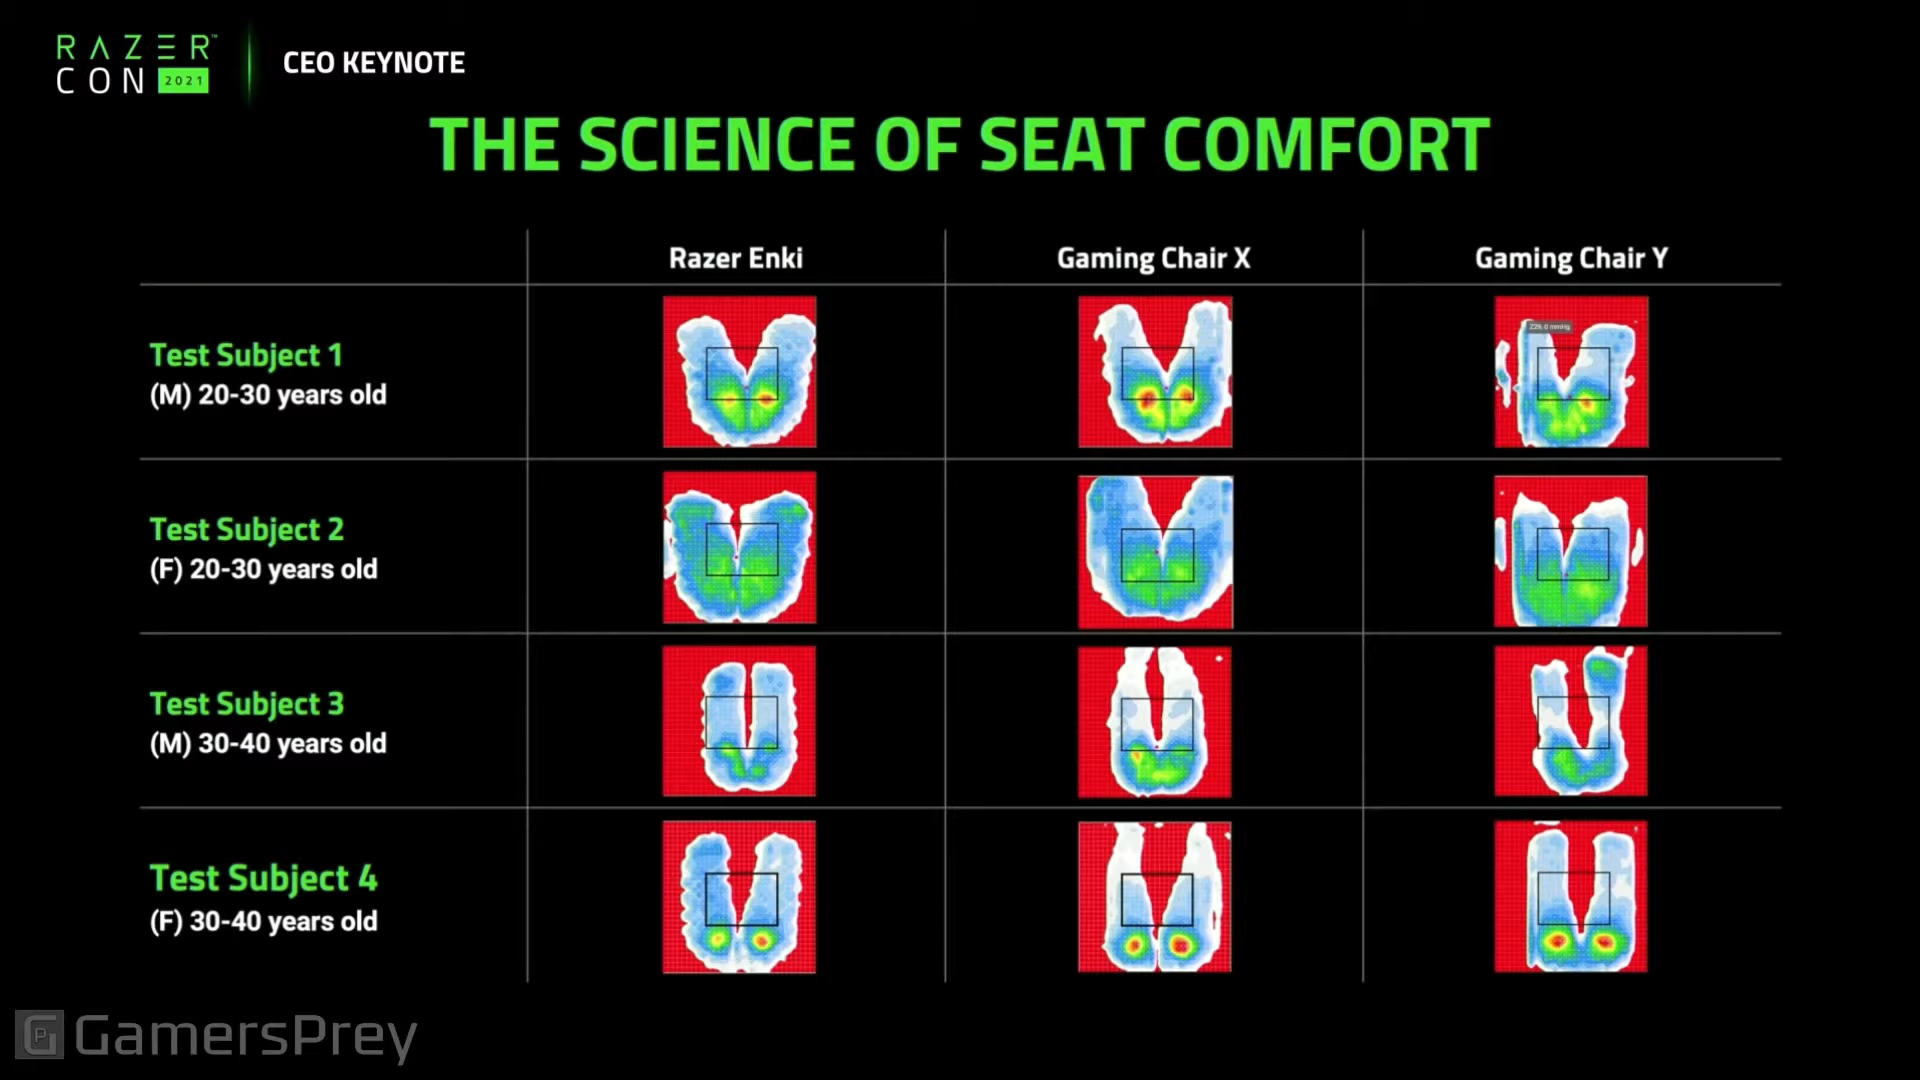 RAZER™
CON 2021
CEO KEYNOTE
THE SCIENCE OF SEAT COMFORT
Razer Enki
Gaming Chair X
Gaming Chair Y
Test Subject 1
(M) 20-30 years old
Test Subject 2
(F) 20-30 years old
Test Subject 3
(M) 30-40 years old
Test Subject 4
(F) 30-40 years old
GamersPrey